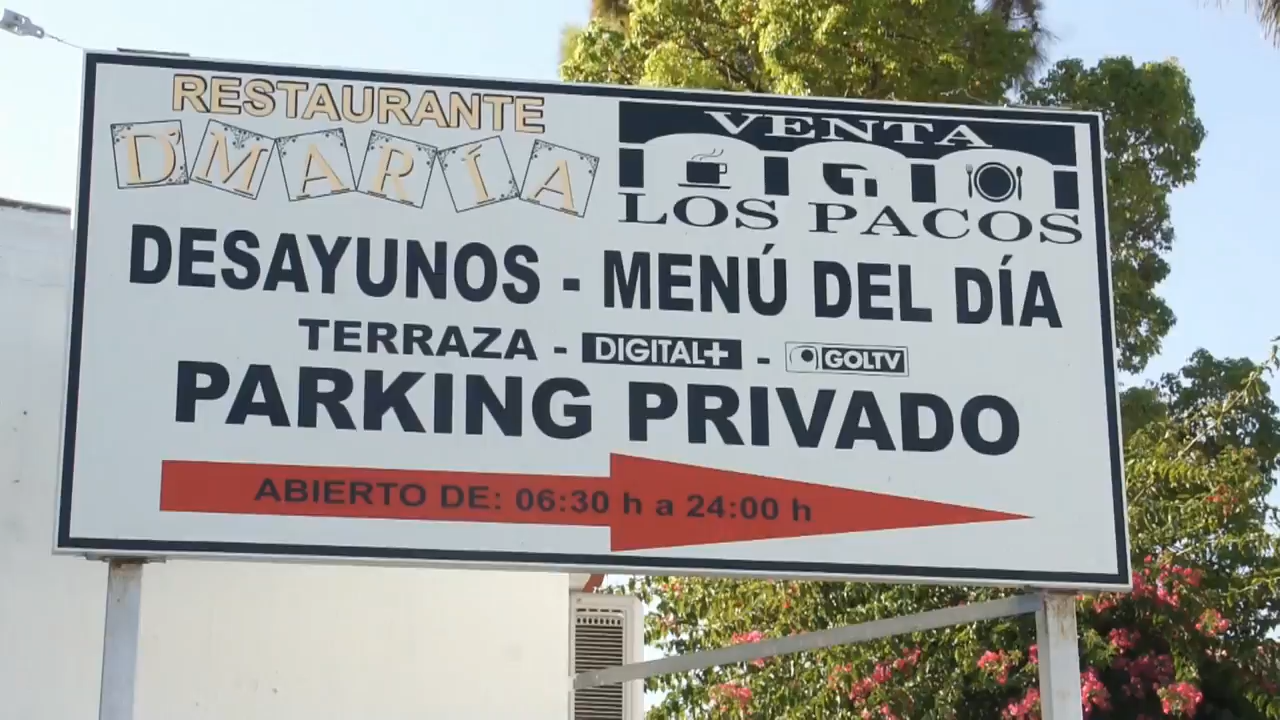 RESTAURANTE
D'MARÍA
VENTA
LOS PACOS
DESAYUNOS - MENÚ DEL DÍA
TERRAZA - DIGITAL+ - GOLTV
PARKING PRIVADO
ABIERTO DE: 06:30 h a 24:00 h